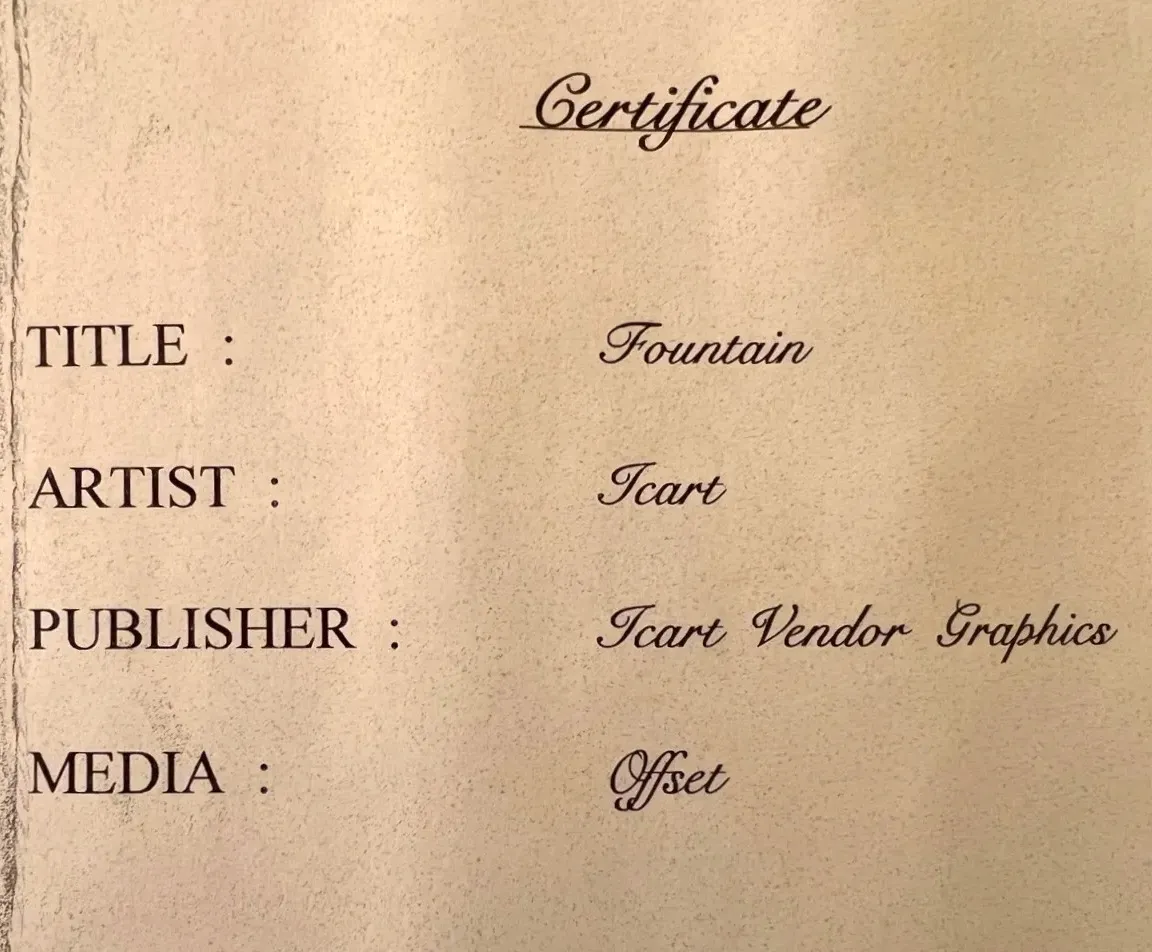 Certificate
TITLE : Fountain
ARTIST : Icart
PUBLISHER : Icart Vendor Graphics
MEDIA : Offset